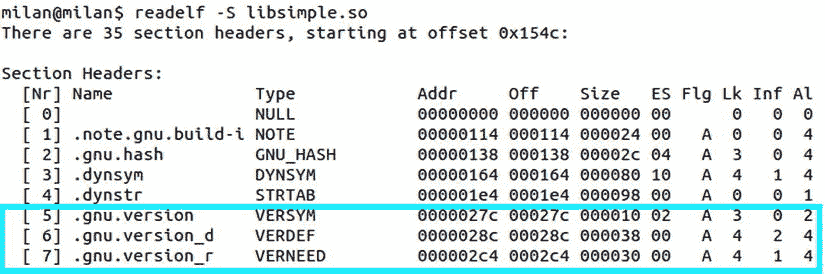 milan@milan$ readelf -S libsimple.so
There are 35 section headers, starting at offset 0x154c:
Section Headers:
[Nr] Name Type Addr Off Size ES Flg Lk Inf Al
[ 0] NULL 00000000 000000 000000 00 0 0 0
[ 1] .note.gnu.build-i NOTE 00000114 000114 000024 00 A 0 0 4
[ 2] .gnu.hash GNU_HASH 00000138 000138 00002c 04 A 3 0 4
[ 3] .dynsym DYNSYM 00000164 000164 000080 10 A 4 1 4
[ 4] .dynstr STRTAB 000001e4 0001e4 000098 00 A 0 0 1
[ 5] .gnu.version VERSYM 0000027c 00027c 000010 02 A 3 0 2
[ 6] .gnu.version_d VERDEF 0000028c 00028c 000038 00 A 4 2 4
[ 7] .gnu.version_r VERNEED 000002c4 0002c4 000030 00 A 4 1 4